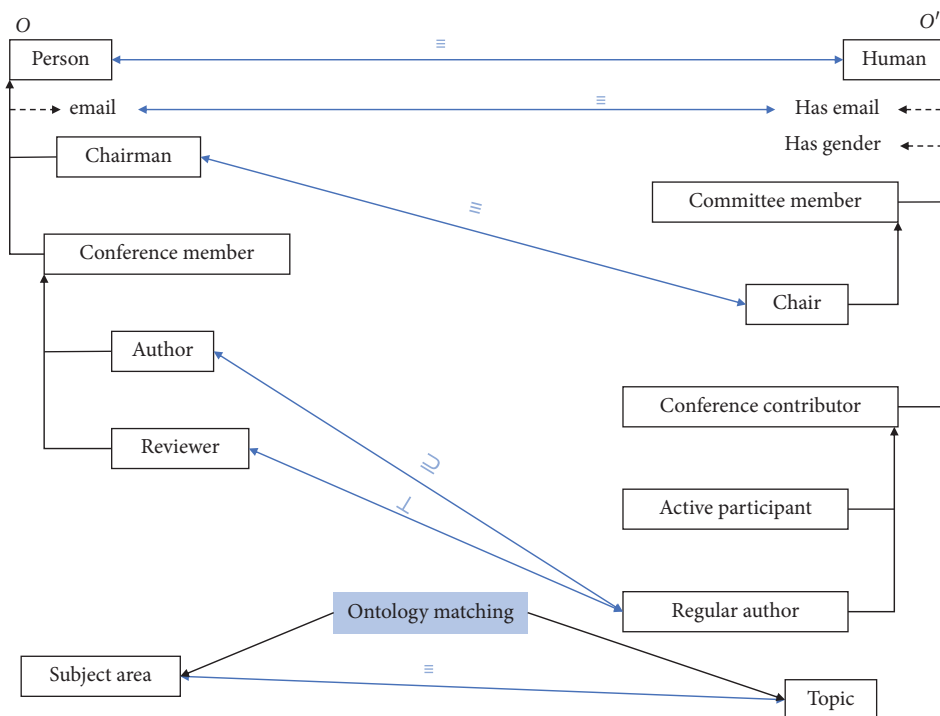 O
O′
≡
Person
Human
email
≡
Has email
Chairman
Has gender
≡
Committee member
Conference member
Chair
Author
Conference contributor
Reviewer
⊇
⊥
Active participant
Ontology matching
Regular author
Subject area
≡
Topic